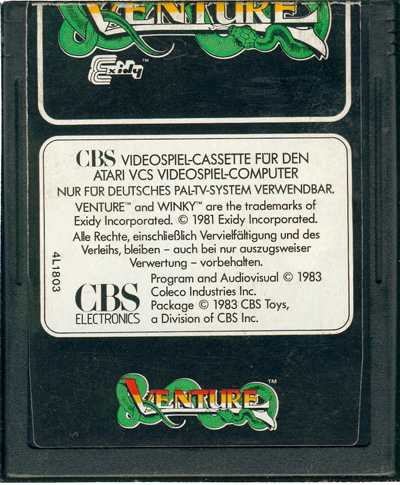 VENTURE
Exidy™
CBS VIDEOSPIEL-CASSETTE FÜR DEN
ATARI VCS VIDEOSPIEL-COMPUTER
NUR FÜR DEUTSCHES PAL-TV-SYSTEM VERWENDBAR.
VENTURE™ and WINKY™ are the trademarks of
Exidy Incorporated. © 1981 Exidy Incorporated.
Alle Rechte, einschließlich Vervielfältigung und des
Verleihs, bleiben – auch bei nur auszugsweiser
Verwertung – vorbehalten.
Program and Audiovisual © 1983
Coleco Industries Inc.
Package © 1983 CBS Toys,
a Division of CBS Inc.
CBS
ELECTRONICS
4L1803
VENTURE™